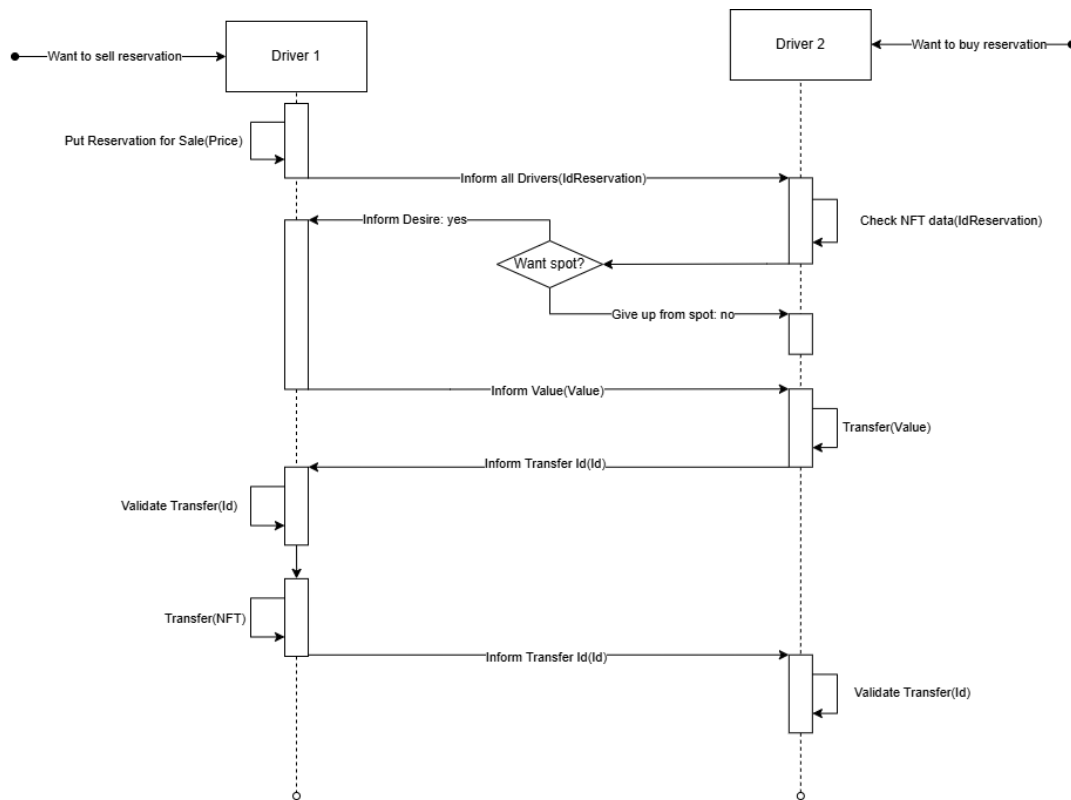 Want to sell reservation
Driver 1
Driver 2
Want to buy reservation
Put Reservation for Sale(Price)
Inform all Drivers(IdReservation)
Inform Desire: yes
Check NFT data(IdReservation)
Want spot?
Give up from spot: no
Inform Value(Value)
Transfer(Value)
Inform Transfer Id(Id)
Validate Transfer(Id)
Transfer(NFT)
Inform Transfer Id(Id)
Validate Transfer(Id)